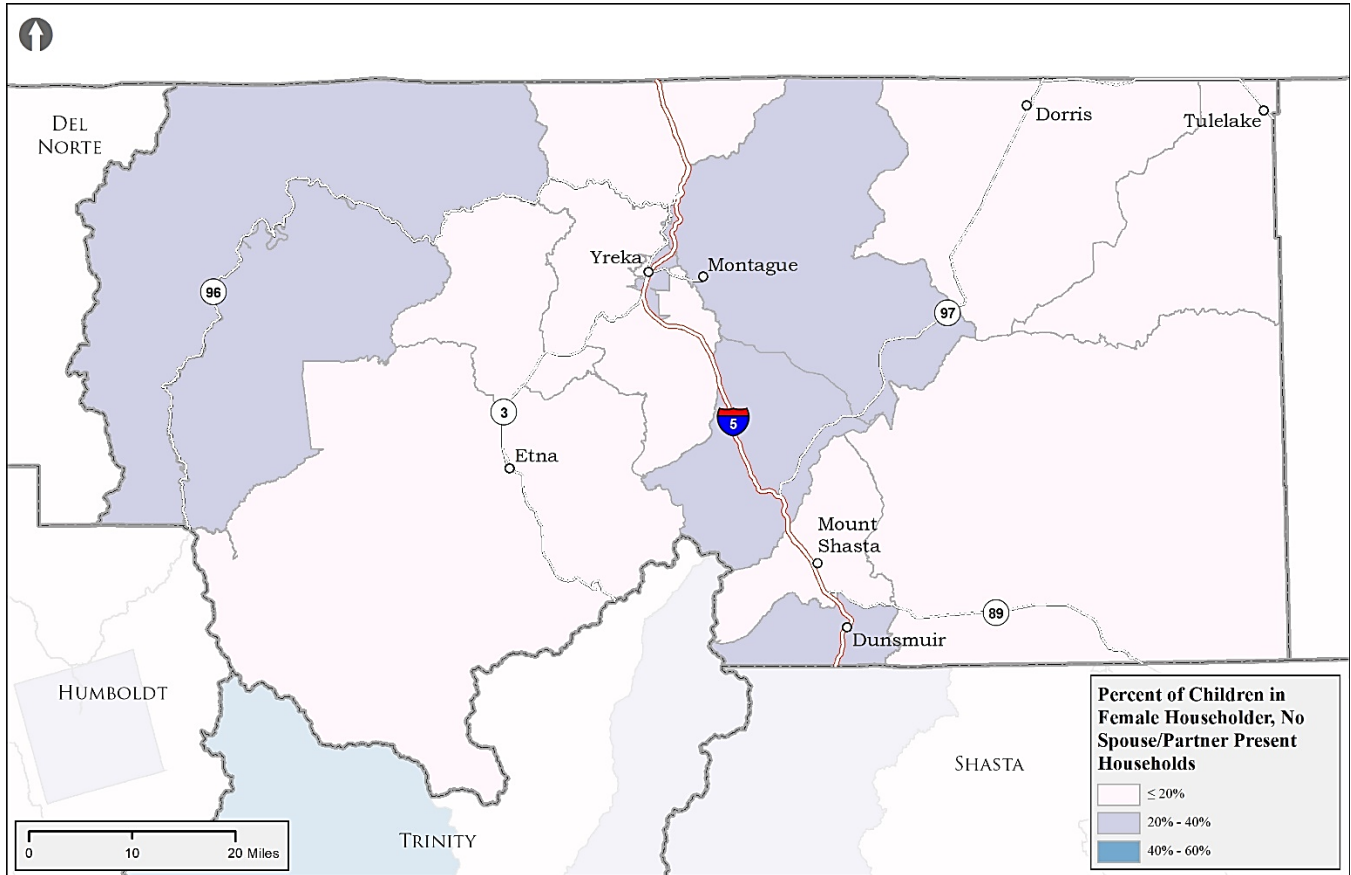 DEL
NORTE
Dorris
Tulelake
Yreka
Montague
96
97
3
5
Etna
Mount
Shasta
89
Dunsmuir
HUMBOLDT
SHASTA
TRINITY
Percent of Children in
Female Householder, No
Spouse/Partner Present
Households
≤ 20%
20% - 40%
40% - 60%
0 10 20 Miles